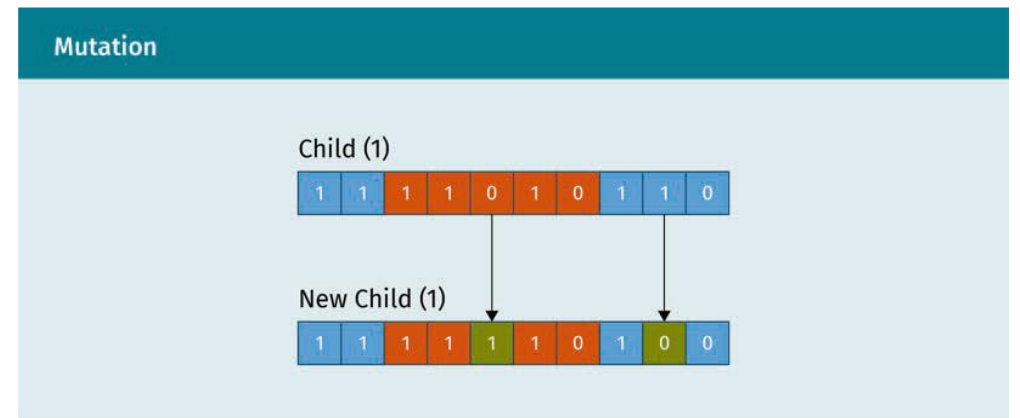 Mutation
Child (1)
1 1 1 1 0 1 0 1 1 0
New Child (1)
1 1 1 1 1 1 0 1 0 0